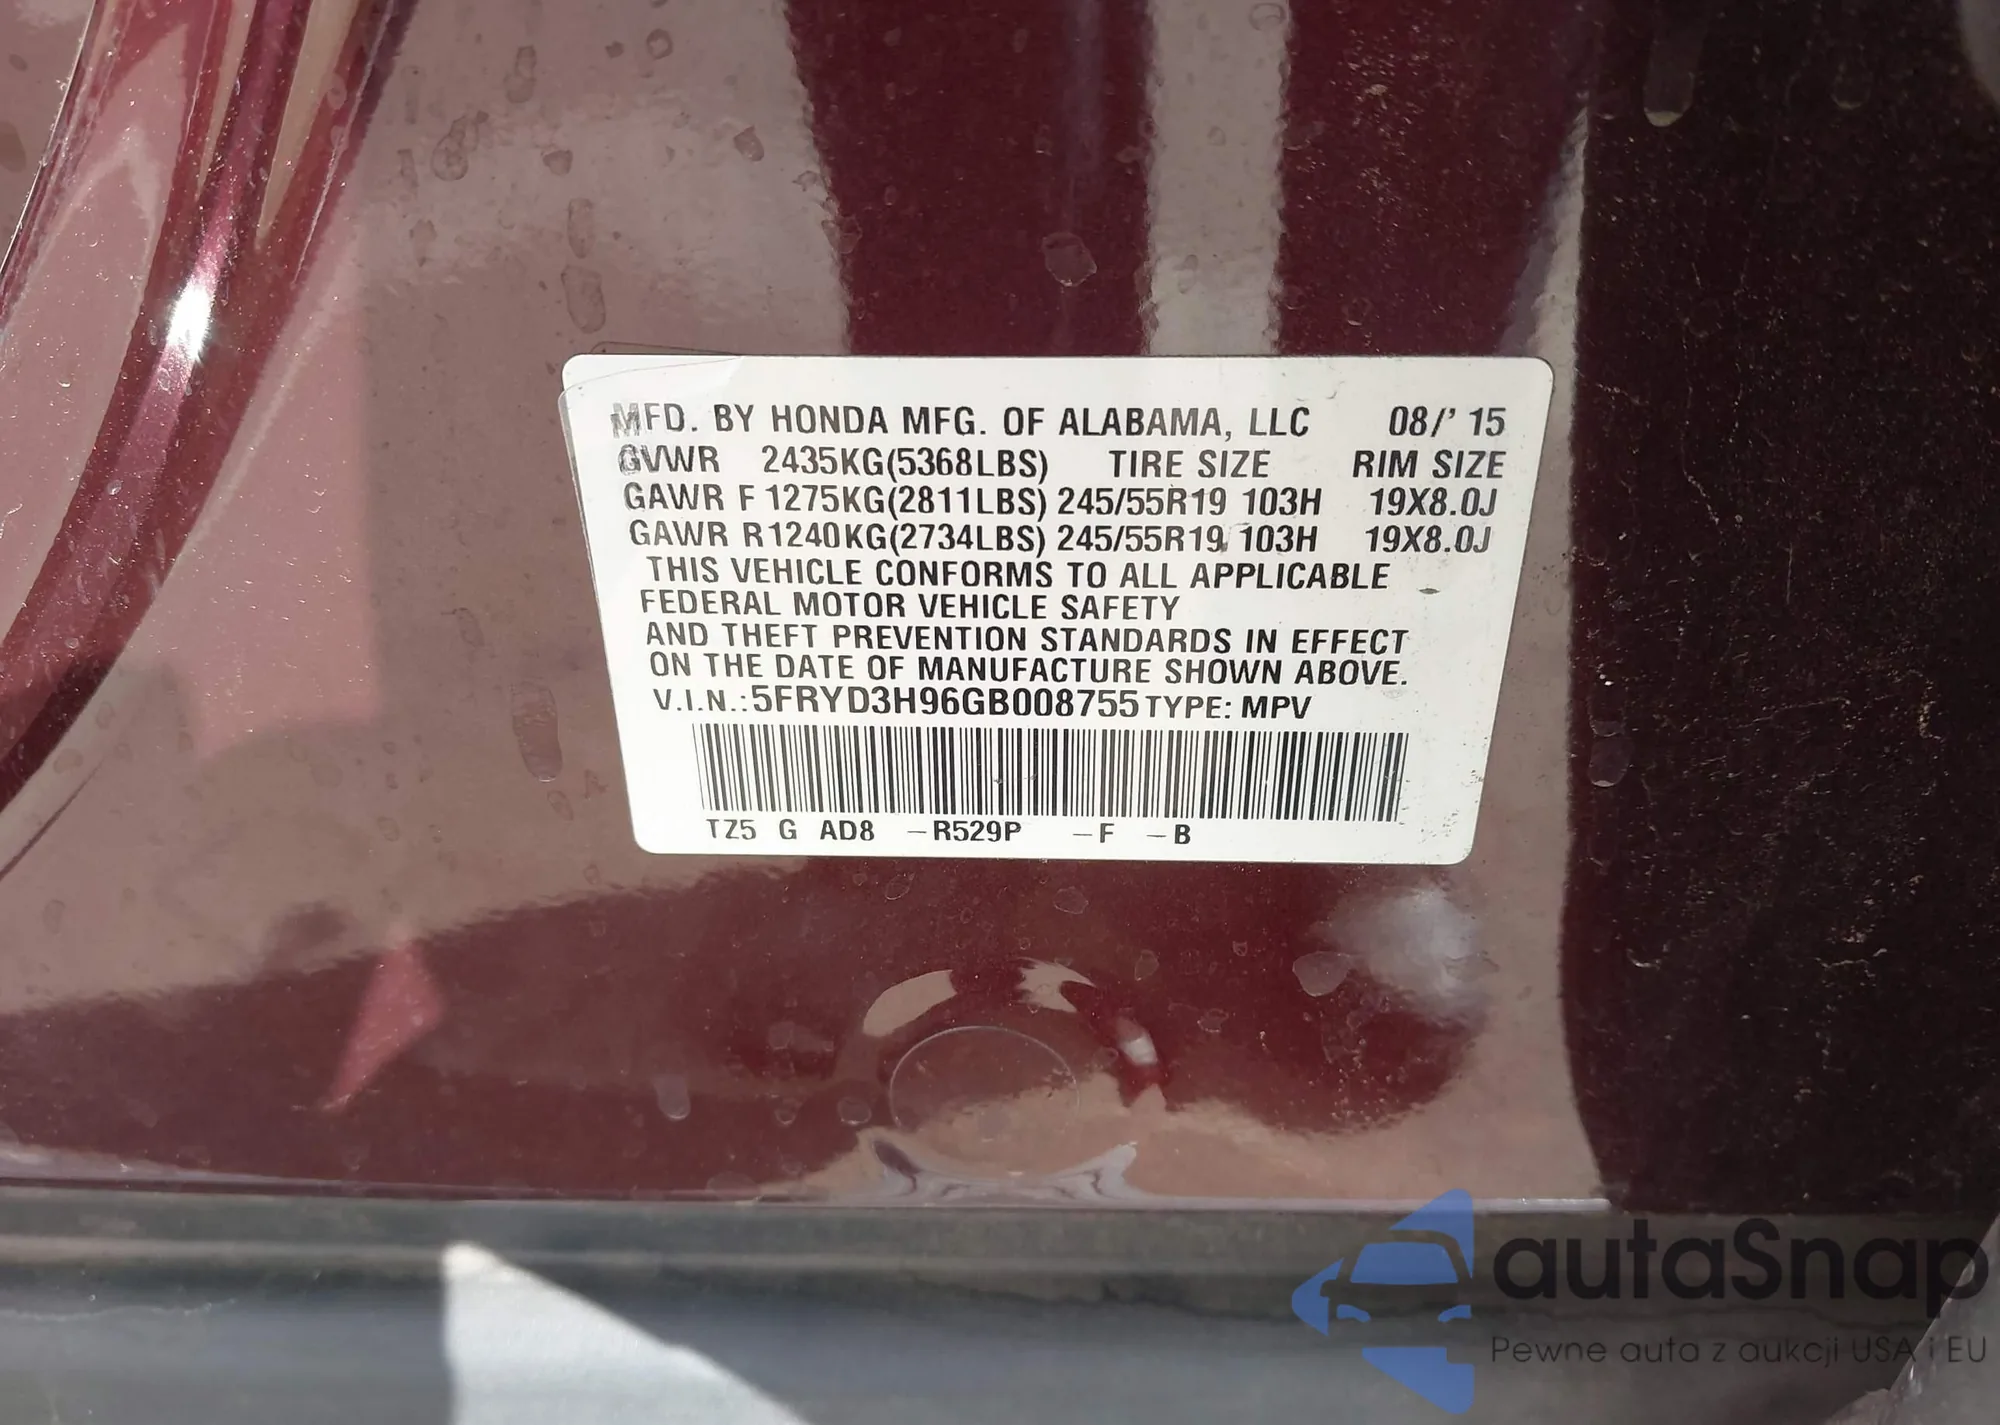 MFD. BY HONDA MFG. OF ALABAMA, LLC 08/' 15
GVWR 2435KG(5368LBS) TIRE SIZE RIM SIZE
GAWR F 1275KG(2811LBS) 245/55R19 103H 19X8.0J
GAWR R 1240KG(2734LBS) 245/55R19 103H 19X8.0J
THIS VEHICLE CONFORMS TO ALL APPLICABLE
FEDERAL MOTOR VEHICLE SAFETY
AND THEFT PREVENTION STANDARDS IN EFFECT
ON THE DATE OF MANUFACTURE SHOWN ABOVE.
V.I.N.: 5FRYD3H96GB008755 TYPE: MPV
TZ5 G AD8 -R529P -F -B
autaSnap
Pewne auta z aukcji USA i EU